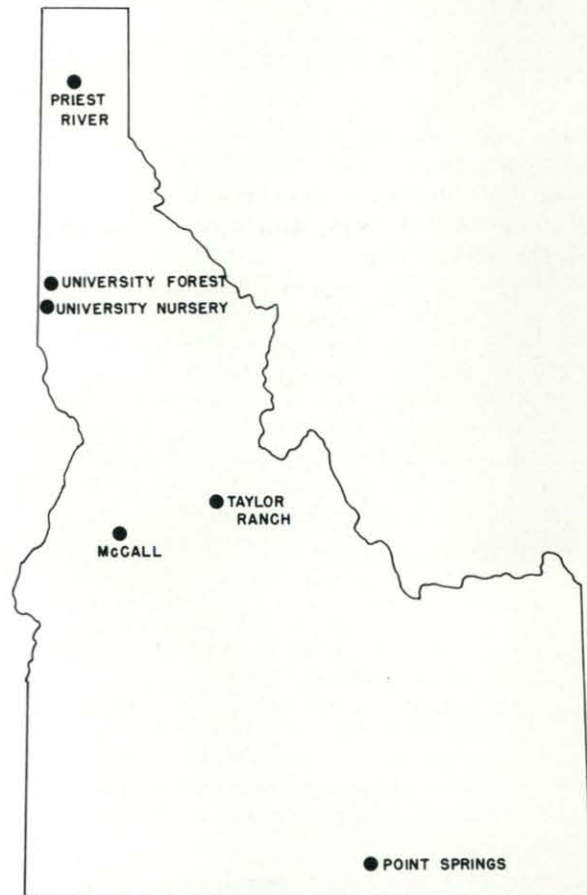 PRIEST
RIVER
UNIVERSITY FOREST
UNIVERSITY NURSERY
TAYLOR
RANCH
McCALL
POINT SPRINGS